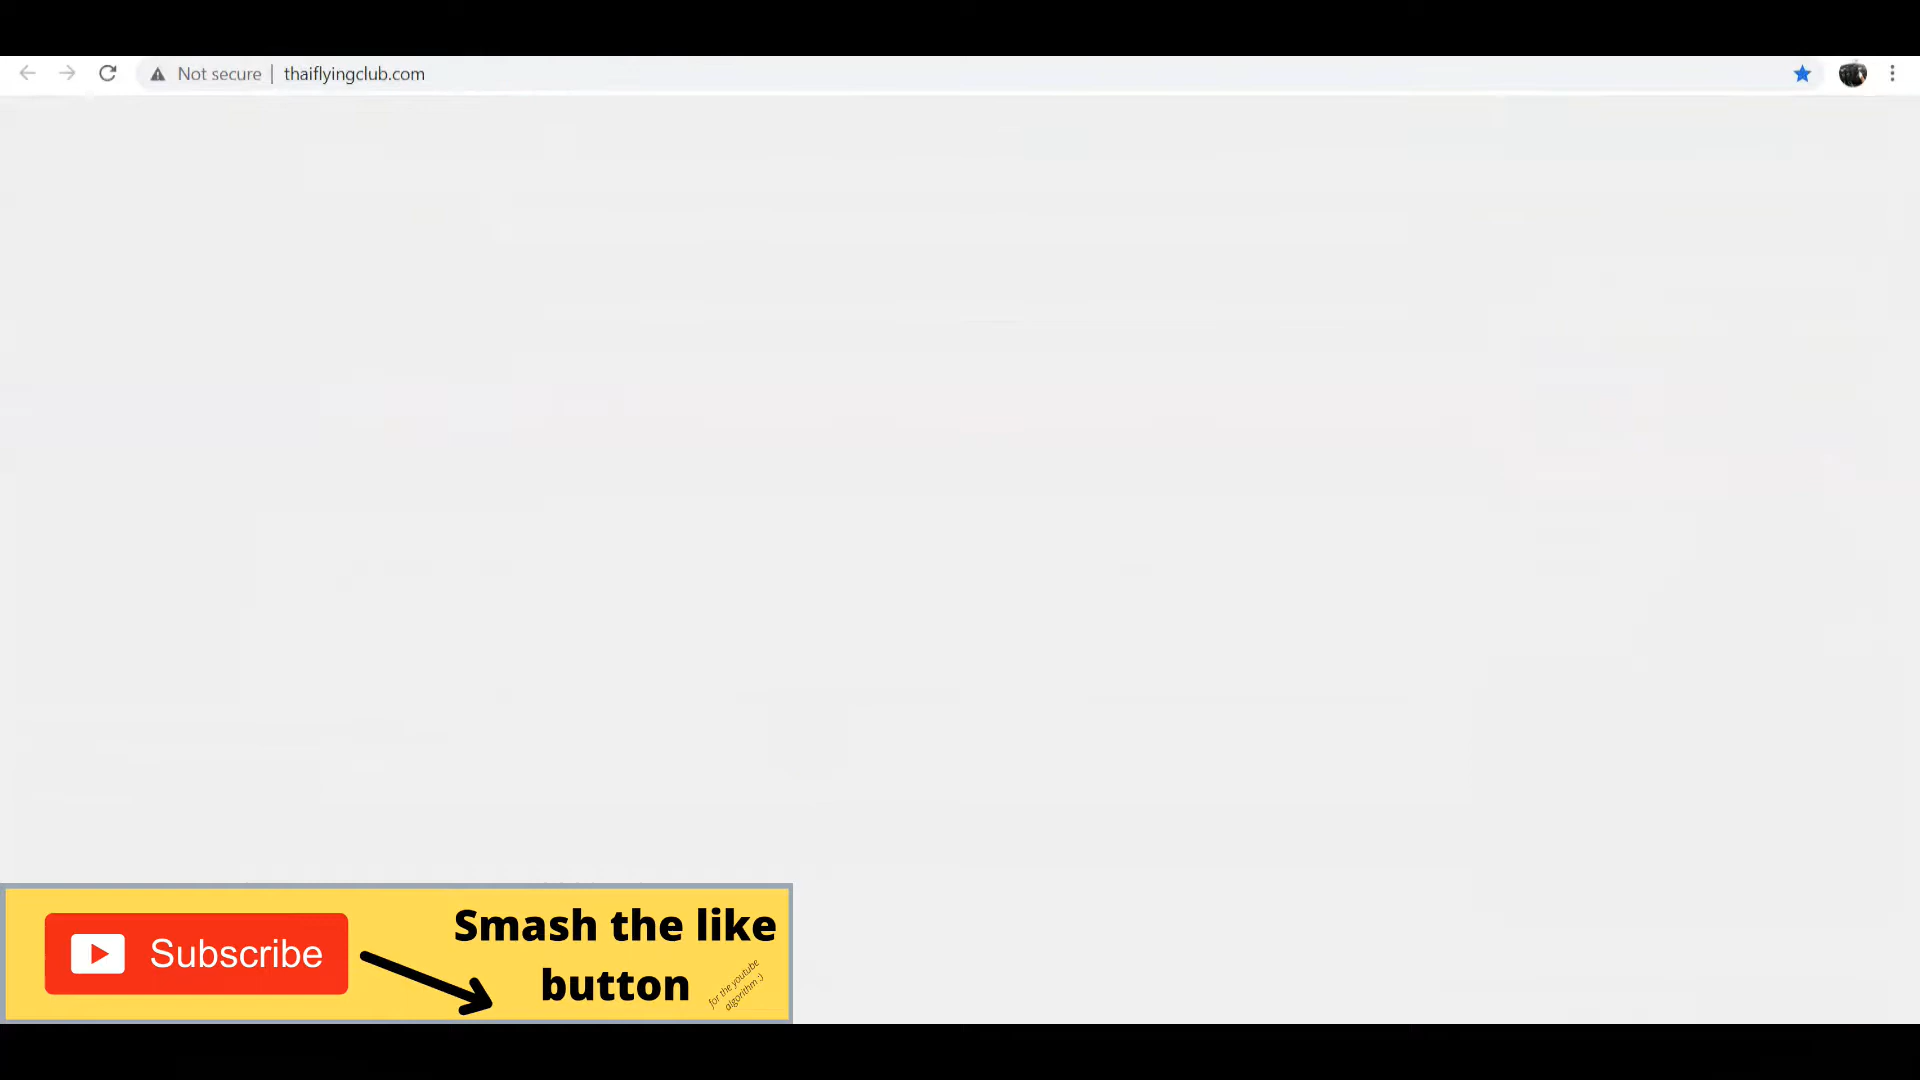 Not secure | thaiflyingclub.com
Subscribe
Smash the like
button
for the youtube
algorithm :)